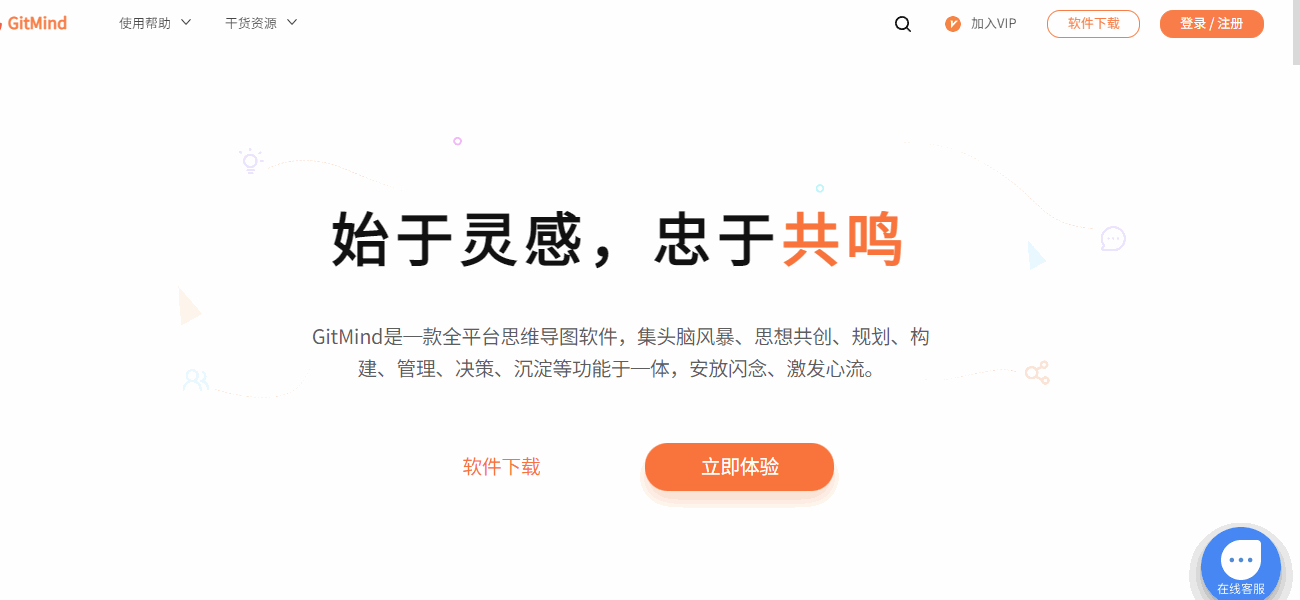 GitMind 使用帮助 干货资源 加入VIP 软件下载 登录 / 注册
始于灵感，忠于共鸣
GitMind是一款全平台思维导图软件，集头脑风暴、思想共创、规划、构
建、管理、决策、沉淀等功能于一体，安放闪念、激发心流。
软件下载 立即体验
在线客服